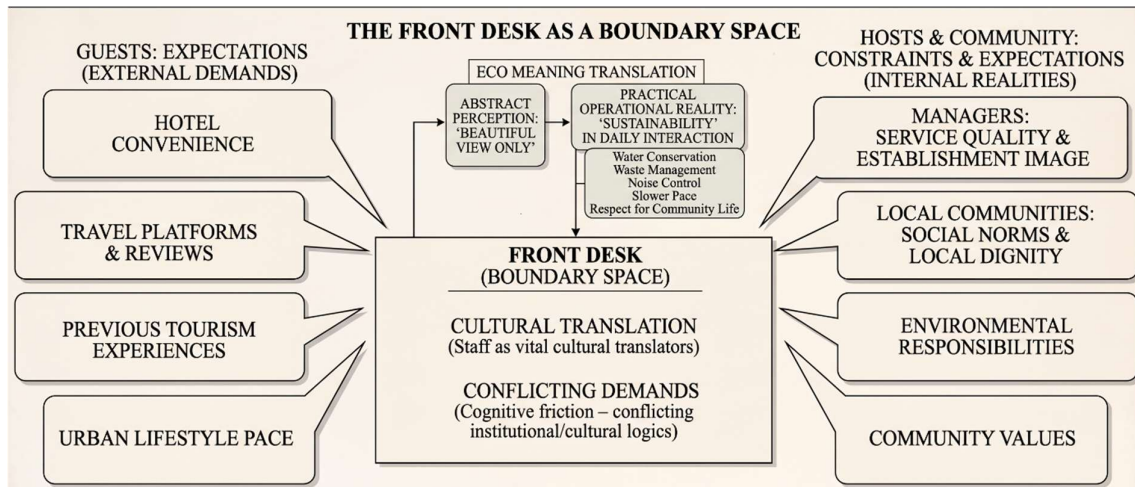 THE FRONT DESK AS A BOUNDARY SPACE
GUESTS: EXPECTATIONS
(EXTERNAL DEMANDS)
HOTEL
CONVENIENCE
TRAVEL PLATFORMS
& REVIEWS
PREVIOUS TOURISM
EXPERIENCES
URBAN LIFESTYLE PACE
ECO MEANING TRANSLATION
ABSTRACT
PERCEPTION:
‘BEAUTIFUL
VIEW ONLY’
PRACTICAL
OPERATIONAL REALITY:
‘SUSTAINABILITY’
IN DAILY INTERACTION
Water Conservation
Waste Management
Noise Control
Slower Pace
Respect for Community Life
FRONT DESK
(BOUNDARY SPACE)
CULTURAL TRANSLATION
(Staff as vital cultural translators)
CONFLICTING DEMANDS
(Cognitive friction – conflicting
institutional/cultural logics)
HOSTS & COMMUNITY:
CONSTRAINTS & EXPECTATIONS
(INTERNAL REALITIES)
MANAGERS:
SERVICE QUALITY &
ESTABLISHMENT IMAGE
LOCAL COMMUNITIES:
SOCIAL NORMS &
LOCAL DIGNITY
ENVIRONMENTAL
RESPONSIBILITIES
COMMUNITY VALUES